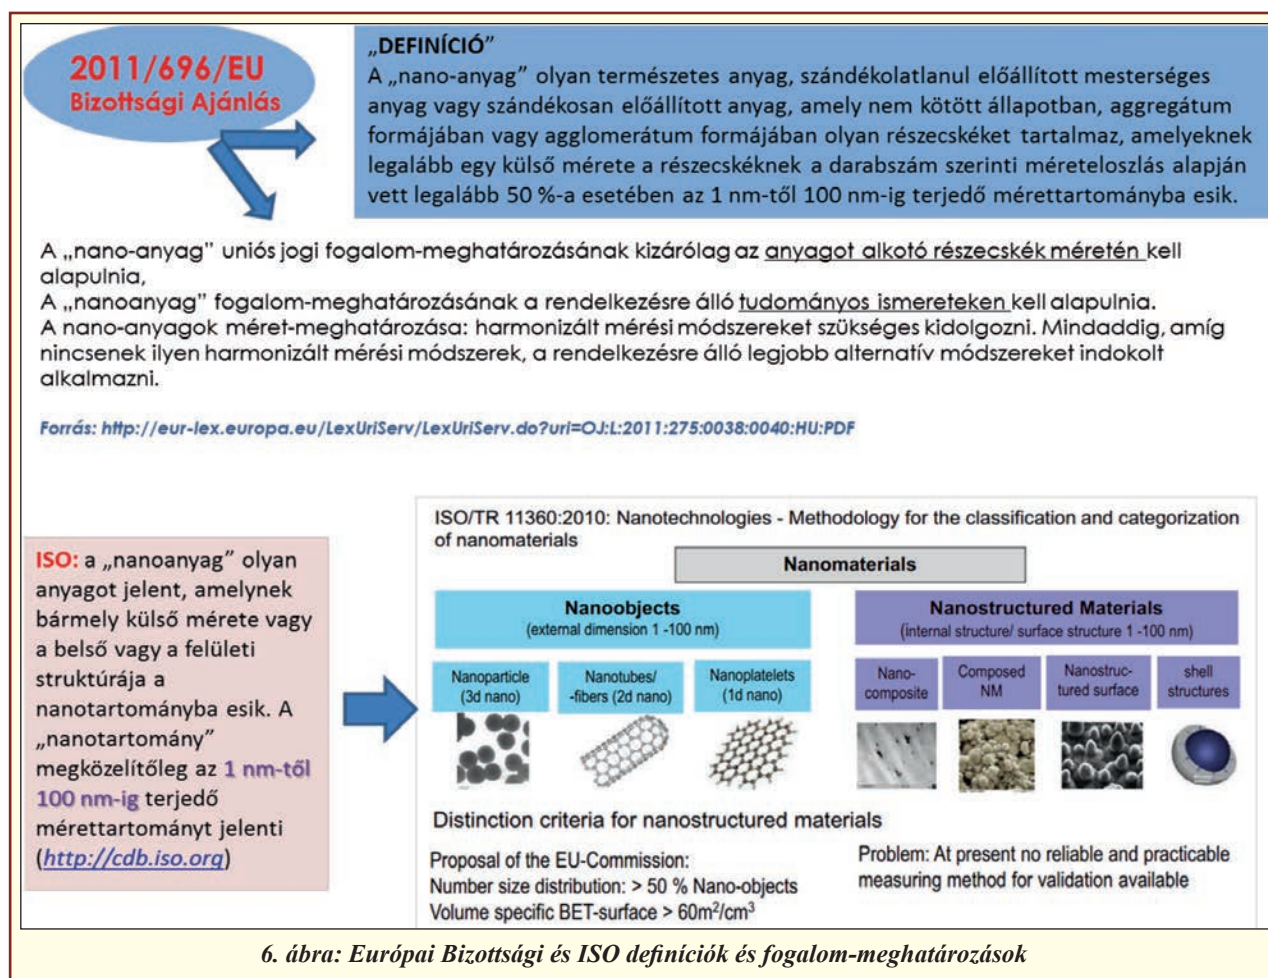 2011/696/EU
Bizottsági Ajánlás
„DEFINÍCIÓ”
A „nano-anyag” olyan természetes anyag, szándékolatlanul előállított mesterséges
anyag vagy szándékosan előállított anyag, amely nem kötött állapotban, aggregátum
formájában vagy agglomerátum formájában olyan részecskéket tartalmaz, amelyeknek
legalább egy külső mérete a részecskéknek a darabszám szerinti méreteloszlás alapján
vett legalább 50 %-a esetében az 1 nm-től 100 nm-ig terjedő mérettartományba esik.
A „nano-anyag” uniós jogi fogalom-meghatározásának kizárólag az anyagot alkotó részecskék méretén kell
alapulnia,
A „nanoanyag” fogalom-meghatározásának a rendelkezésre álló tudományos ismereteken kell alapulnia.
A nano-anyagok méret-meghatározása: harmonizált mérési módszereket szükséges kidolgozni. Mindaddig, amíg
nincsenek ilyen harmonizált mérési módszerek, a rendelkezésre álló legjobb alternatív módszereket indokolt
alkalmazni.
Forrás: http://eur-lex.europa.eu/LexUriServ/LexUriServ.do?uri=OJ:L:2011:275:0038:0040:HU:PDF
ISO: a „nanoanyag” olyan
anyagot jelent, amelynek
bármely külső mérete vagy
a belső vagy a felületi
struktúrája a
nanotartományba esik. A
„nanotartomány”
megközelítőleg az 1 nm-től
100 nm-ig terjedő
mérettartományt jelenti
(http://cdb.iso.org)
ISO/TR 11360:2010: Nanotechnologies - Methodology for the classification and categorization
of nanomaterials
Nanomaterials
Nanoobjects
(external dimension 1 -100 nm)
Nanoparticle
(3d nano)
Nanotubes/
-fibers (2d nano)
Nanoplatelets
(1d nano)
Nanostructured Materials
(internal structure/ surface structure 1 -100 nm)
Nano-
composite
Composed
NM
Nanostruc-
tured surface
shell
structures
Distinction criteria for nanostructured materials
Proposal of the EU-Commission:
Number size distribution: > 50 % Nano-objects
Volume specific BET-surface > 60m²/cm³
Problem: At present no reliable and practicable
measuring method for validation available
6. ábra: Európai Bizottsági és ISO definíciók és fogalom-meghatározások